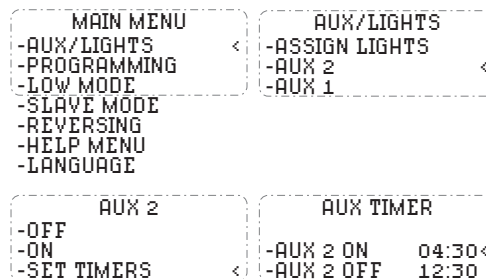 MAIN MENU
-AUX/LIGHTS <
-PROGRAMMING
-LOW MODE
-SLAVE MODE
-REVERSING
-HELP MENU
-LANGUAGE
AUX/LIGHTS
-ASSIGN LIGHTS
-AUX 2 <
-AUX 1
AUX 2
-OFF
-ON
-SET TIMERS <
AUX TIMER
-AUX 2 ON 04:30<
-AUX 2 OFF 12:30